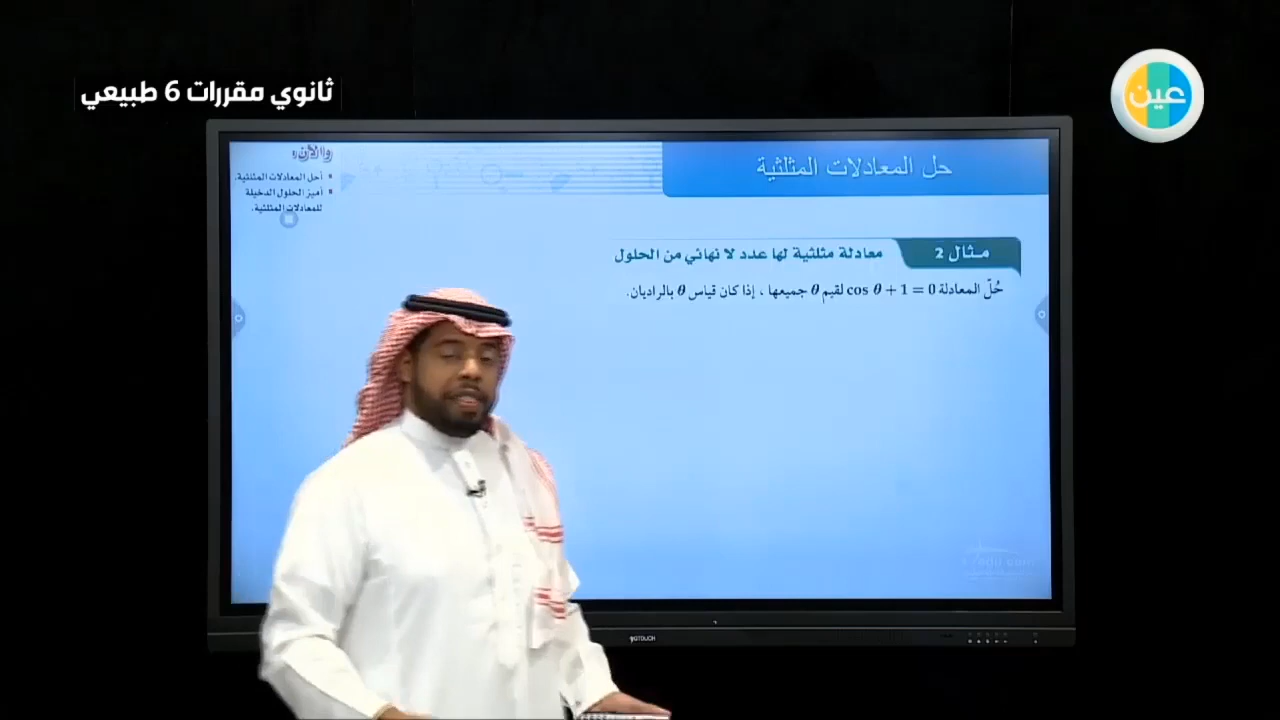 ثانوي مقررات 6 طبيعي
عين
حل المعادلات المثلثية
والآن:
أحل المعادلات المثلثية.
أميز الحلول الدخيلة
للمعادلات المثلثية.
مثال 2
معادلة مثلثية لها عدد لا نهائي من الحلول
حُلّ المعادلة cos θ + 1 = 0 لقيم θ جميعها ، إذا كان قياس θ بالراديان.